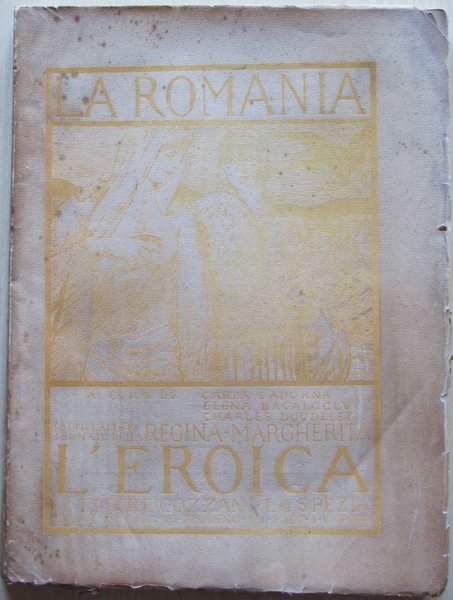 LA ROMANIA
A CURA DI CARLA CADORNA
ELENA BACALOGLU
CHARLES DOUDELET
REGINA·MARGHERITA
L'EROICA
COZZANI LA SPEZIA